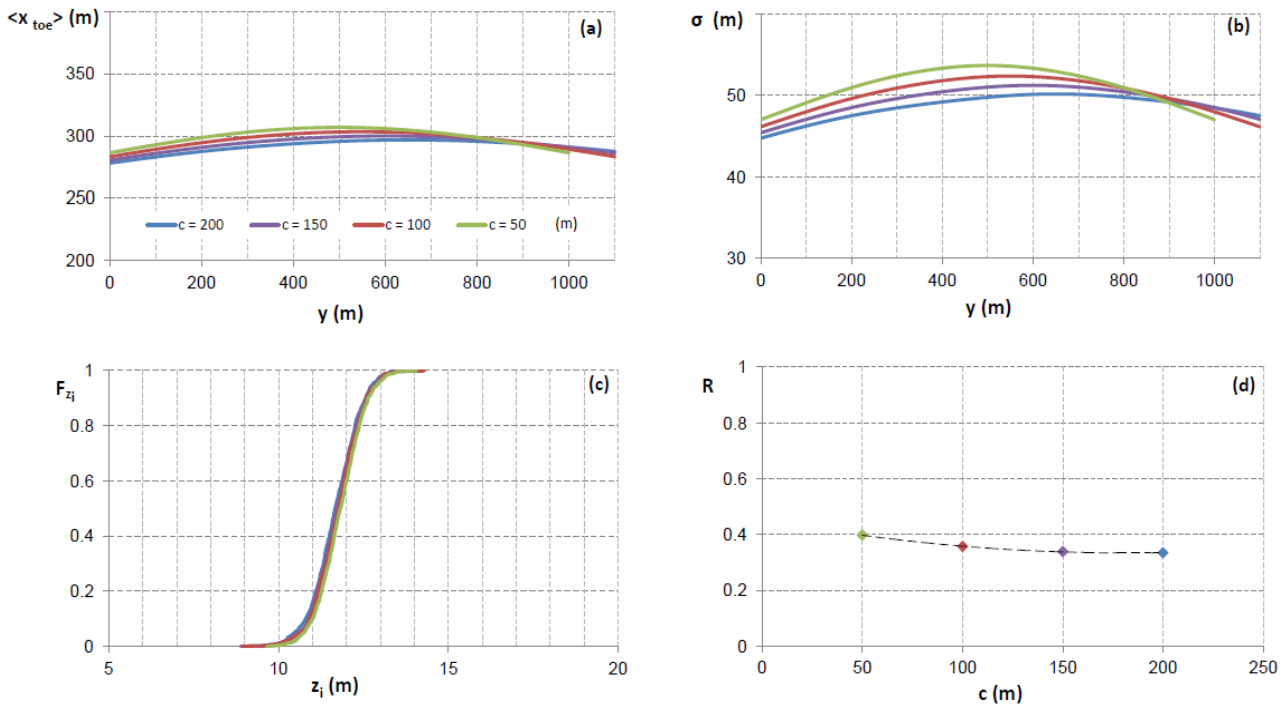 <x toe> (m)
(a)
350
300
250
200
c = 200 c = 150 c = 100 c = 50 (m)
0 200 400 600 800 1000
y (m)
σ (m)
(b)
50
40
30
0 200 400 600 800 1000
y (m)
Fzi
(c)
1
0.8
0.6
0.4
0.2
0
5 10 15 20
zi (m)
R
(d)
1
0.8
0.6
0.4
0.2
0
0 50 100 150 200 250
c (m)